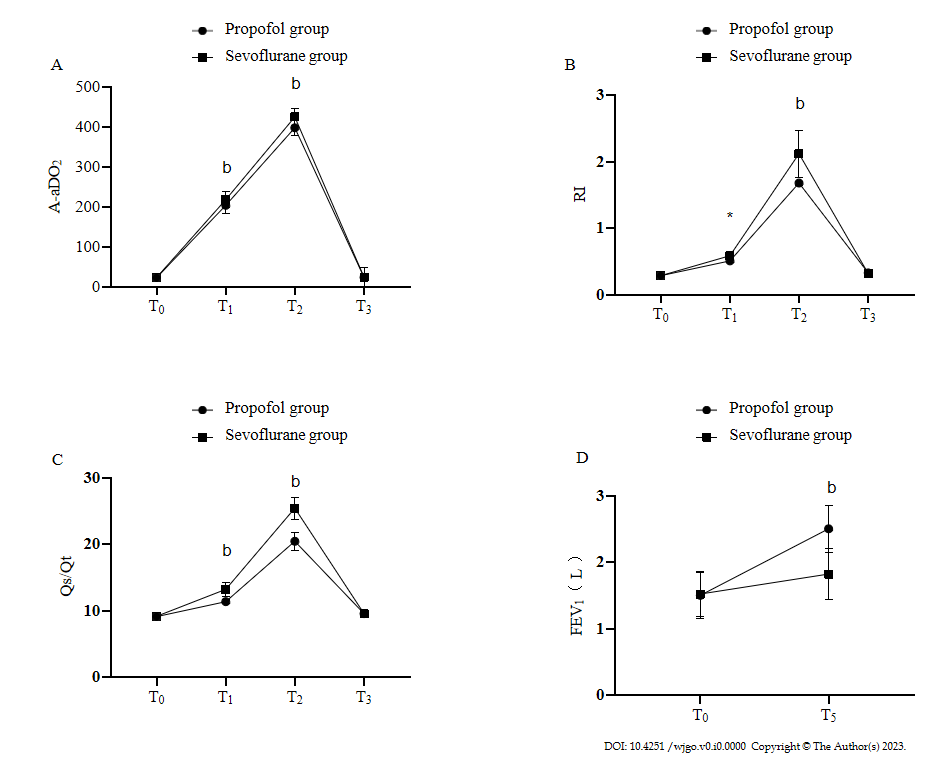 Propofol group
Sevoflurane group
A
500
400
300
200
100
0
A-aDO₂
b
b
T₀ T₁ T₂ T₃
Propofol group
Sevoflurane group
B
3
2
1
0
RI
*
b
T₀ T₁ T₂ T₃
Propofol group
Sevoflurane group
C
30
20
10
0
Qs/Qt
b
b
T₀ T₁ T₂ T₃
Propofol group
Sevoflurane group
D
3
2
1
0
FEV₁（L）
b
T₀ T₅
DOI: 10.4251 /wjgo.v0.i0.0000 Copyright © The Author(s) 2023.